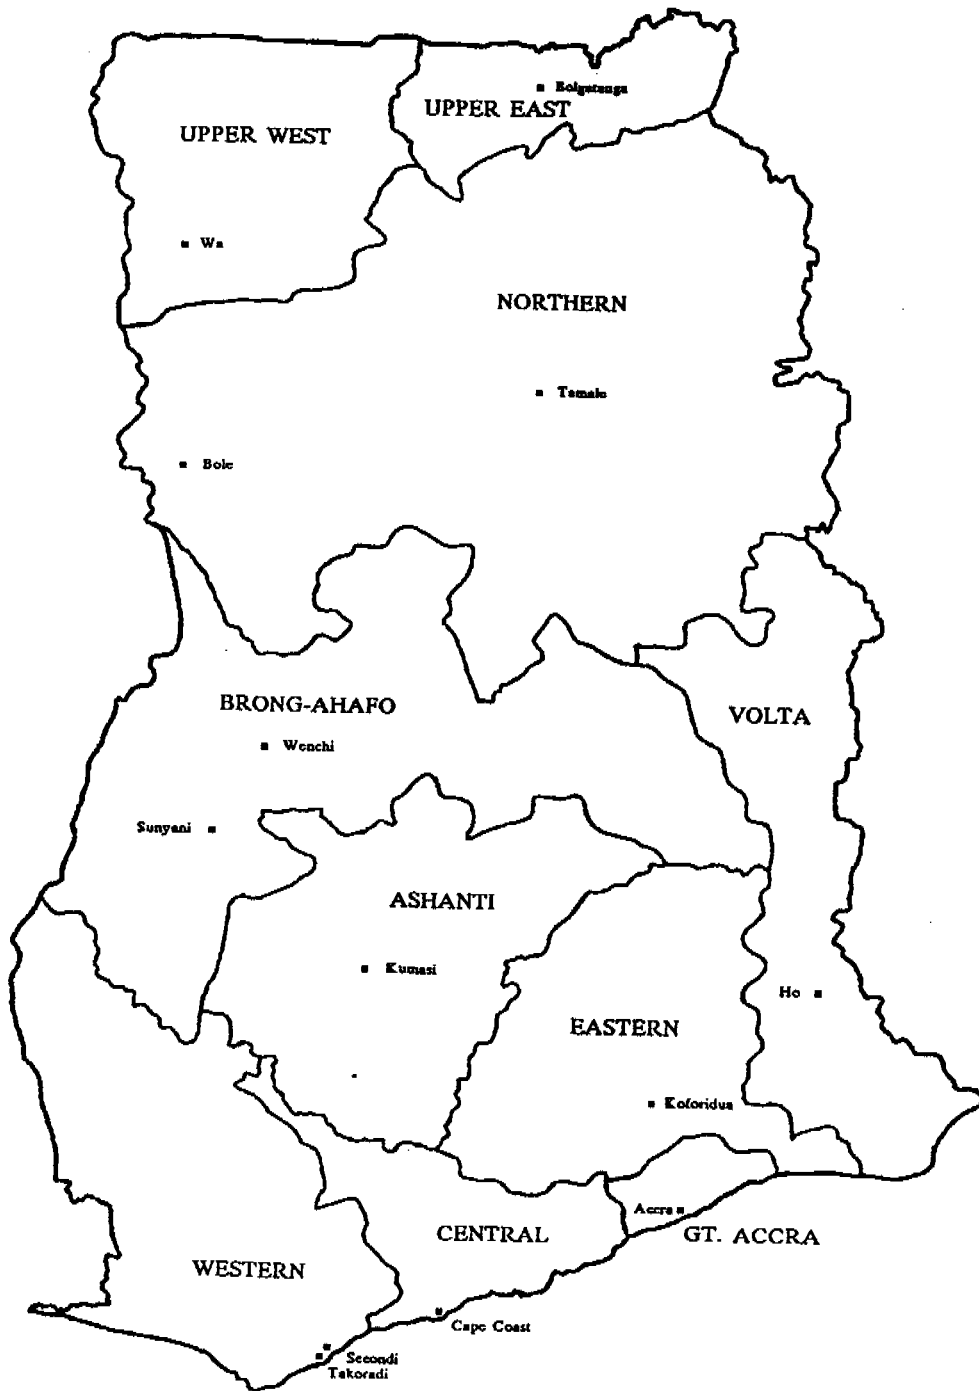 Bolgatanga
UPPER EAST
UPPER WEST
Wa
NORTHERN
Tamale
Bole
BRONG-AHAFO
VOLTA
Wenchi
Sunyani
ASHANTI
Kumasi
Ho
EASTERN
Koforidua
Accra
CENTRAL
GT. ACCRA
WESTERN
Cape Coast
Secondi
Takoradi